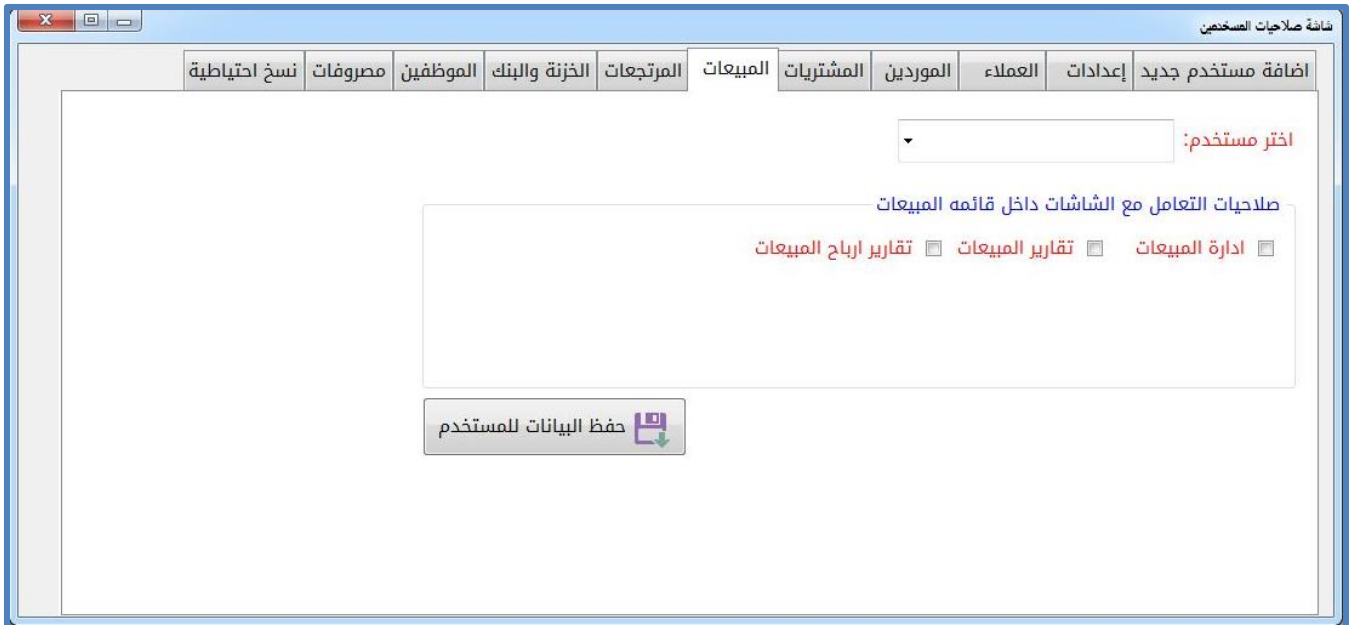 شاشة صلاحيات المسخدمين
اضافة مستخدم جديد إعدادات العملاء الموردين المشتريات المبيعات المرتجعات الخزنة والبنك الموظفين مصروفات نسخ احتياطية
اختر مستخدم:
صلاحيات التعامل مع الشاشات داخل قائمه المبيعات
ادارة المبيعات تقارير المبيعات تقارير ارباح المبيعات
حفظ البيانات للمستخدم